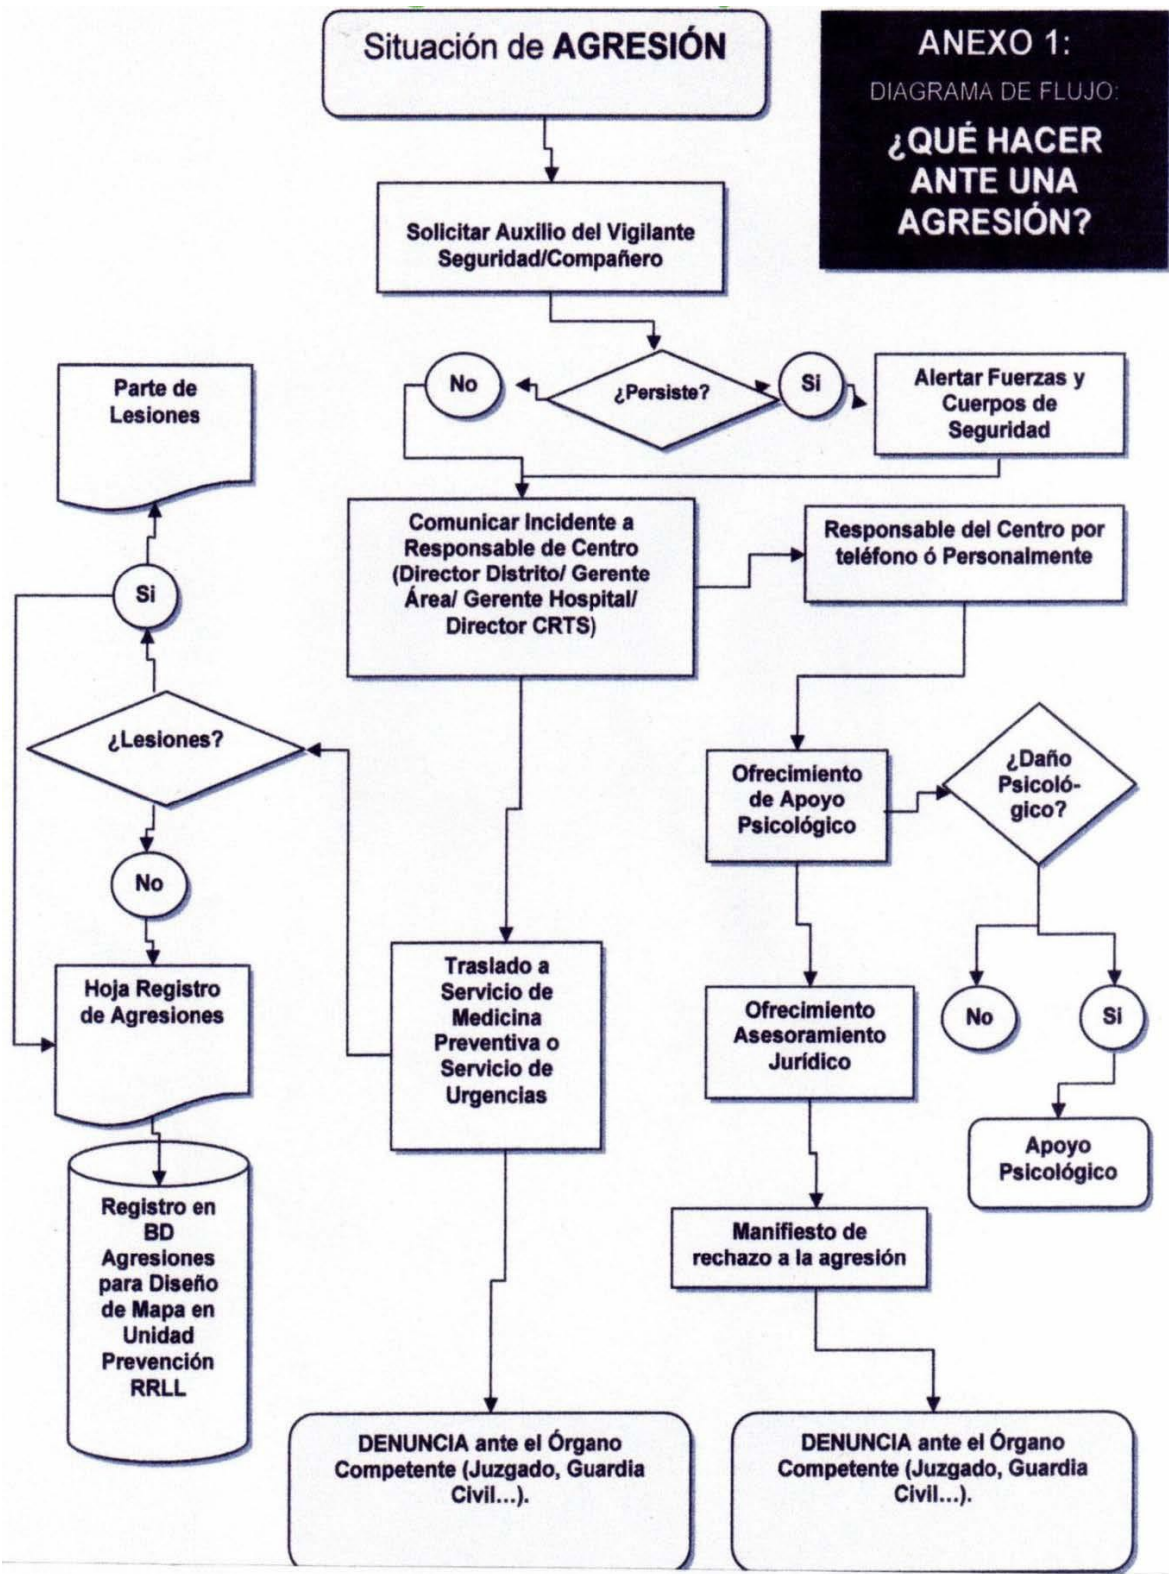 Situación de AGRESIÓN
ANEXO 1:
DIAGRAMA DE FLUJO:
¿QUÉ HACER
ANTE UNA
AGRESIÓN?
Solicitar Auxilio del Vigilante
Seguridad/Compañero
¿Persiste?
No
Si
Alertar Fuerzas y
Cuerpos de
Seguridad
Parte de
Lesiones
Comunicar Incidente a
Responsable de Centro
(Director Distrito/ Gerente
Área/ Gerente Hospital/
Director CRTS)
Responsable del Centro por
teléfono ó Personalmente
Si
¿Lesiones?
No
Ofrecimiento
de Apoyo
Psicológico
¿Daño
Psicoló-
gico?
Hoja Registro
de Agresiones
Traslado a
Servicio de
Medicina
Preventiva o
Servicio de
Urgencias
Ofrecimiento
Asesoramiento
Jurídico
No
Si
Apoyo
Psicológico
Registro en
BD
Agresiones
para Diseño
de Mapa en
Unidad
Prevención
RRLL
Manifiesto de
rechazo a la agresión
DENUNCIA ante el Órgano
Competente (Juzgado, Guardia
Civil...).
DENUNCIA ante el Órgano
Competente (Juzgado, Guardia
Civil...).